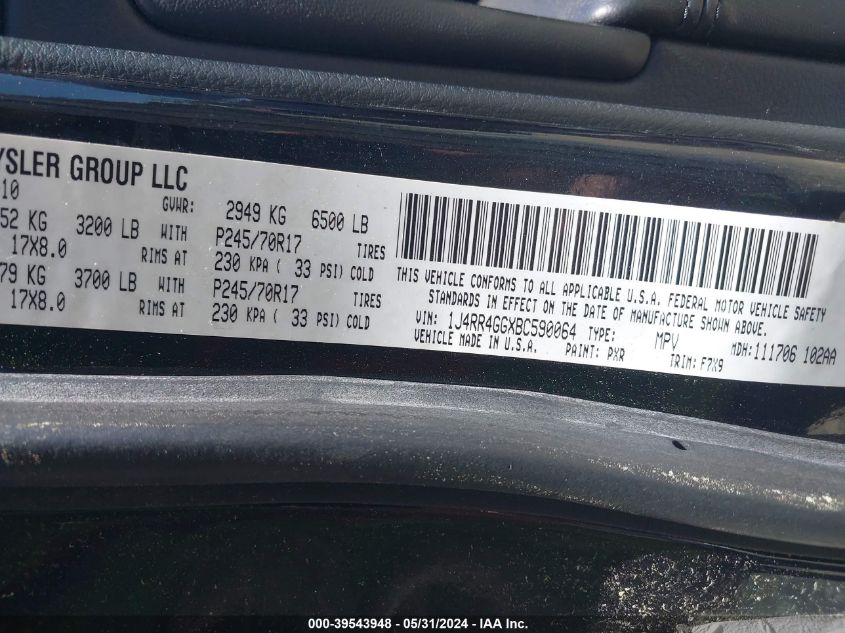 YSLER GROUP LLC
10
GVWR: 2949 KG 6500 LB
52 KG 3200 LB WITH P245/70R17 TIRES
17X8.0 RIMS AT 230 KPA ( 33 PSI) COLD
79 KG 3700 LB WITH P245/70R17 TIRES
17X8.0 RIMS AT 230 KPA ( 33 PSI) COLD
THIS VEHICLE CONFORMS TO ALL APPLICABLE U.S.A. FEDERAL MOTOR VEHICLE SAFETY
STANDARDS IN EFFECT ON THE DATE OF MANUFACTURE SHOWN ABOVE.
VIN: 1J4RR4GGXBC590064 TYPE: MPV MDH:111706 102AA
VEHICLE MADE IN U.S.A. PAINT: PXR TRIM: F7X9
000-39543948 - 05/31/2024 - IAA Inc.